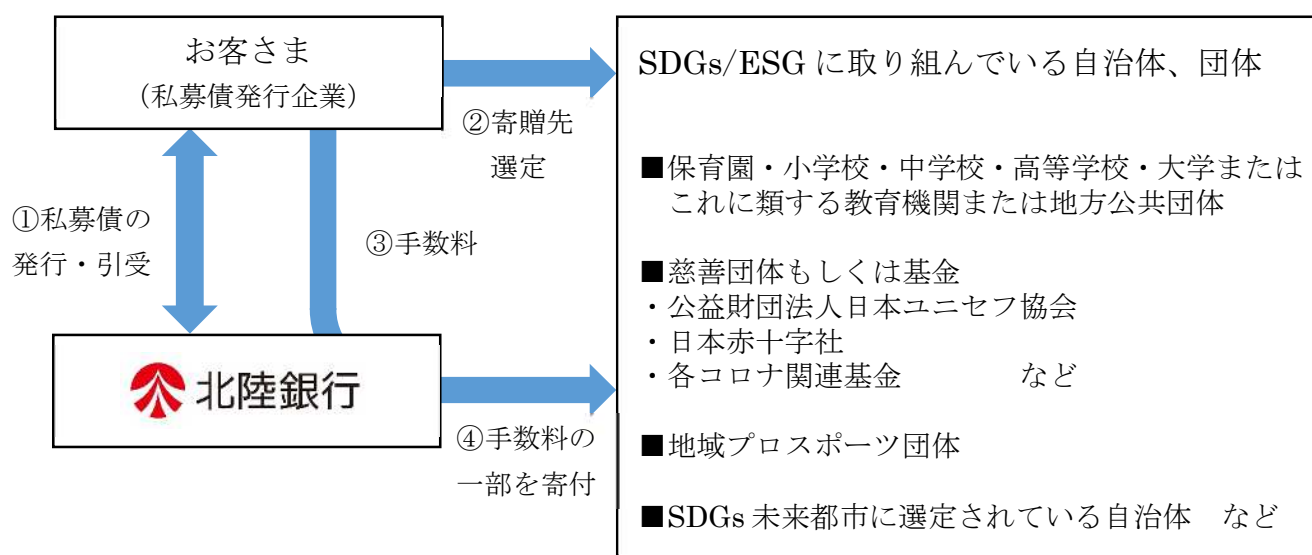 お客さま
(私募債発行企業)
②寄贈先
選定
①私募債の
発行・引受
③手数料
北陸銀行
④手数料の
一部を寄付
SDGs/ESG に取り組んでいる自治体、団体
■保育園・小学校・中学校・高等学校・大学または
これに類する教育機関または地方公共団体
■慈善団体もしくは基金
・公益財団法人日本ユニセフ協会
・日本赤十字社
・各コロナ関連基金　　　　など
■地域プロスポーツ団体
■SDGs 未来都市に選定されている自治体　など